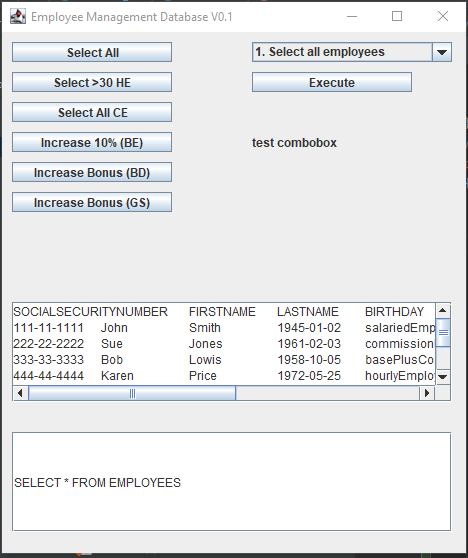 Employee Management Database V0.1
Select All
1. Select all employees
Select >30 HE
Execute
Select All CE
Increase 10% (BE)
test combobox
Increase Bonus (BD)
Increase Bonus (GS)
SOCIALSECURITYNUMBER FIRSTNAME LASTNAME BIRTHDAY
111-11-1111 John Smith 1945-01-02 salariedEmp
222-22-2222 Sue Jones 1961-02-03 commission
333-33-3333 Bob Lowis 1958-10-05 basePlusCo
444-44-4444 Karen Price 1972-05-25 hourlyEmplo
SELECT * FROM EMPLOYEES